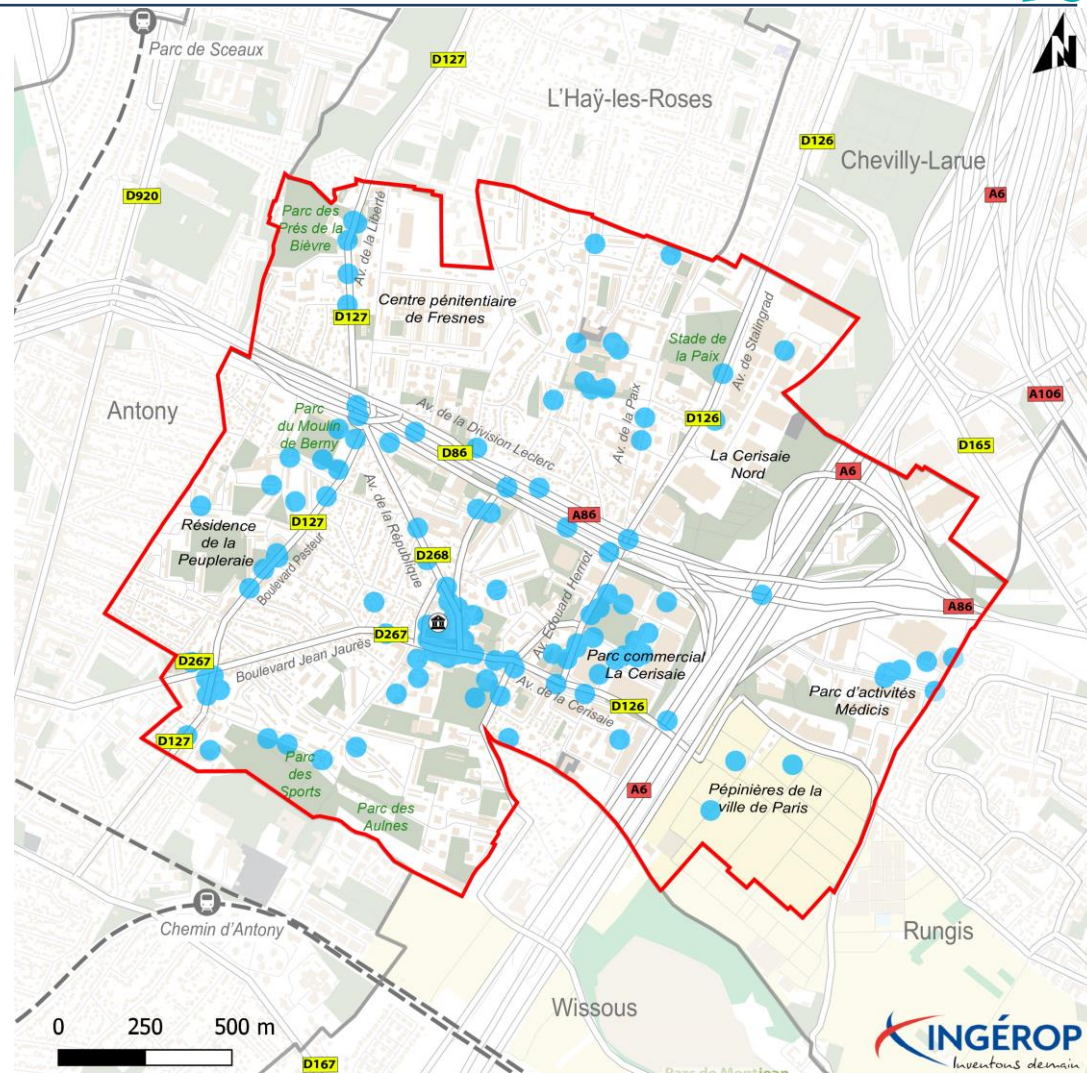 Parc de Sceaux
D127
L'Haÿ-les-Roses
D126
Chevilly-Larue
N
D920
A6
Parc des
Prés de la
Bièvre
Av. de la Liberté
Centre pénitentiaire
de Fresnes
D127
Stade de
la Paix
Av. de Stalingrad
Antony
Parc
du Moulin
de Berny
Av. de la Division Leclerc
Av. de la Paix
D126
A106
D165
D86
La Cerisaie
Nord
A6
Résidence
de la
Peupleraie
D127
Av. de la République
A86
Boulevard Pasteur
D268
Av. Edouard Herriot
A86
D267
D267
Boulevard Jean Jaurès
Parc commercial
La Cerisaie
Av. de la Cerisaie
D126
Parc d'activités
Médicis
D127
Parc
des
Sports
Parc des
Aulnes
A6
Pépinières de la
ville de Paris
Chemin d'Antony
Rungis
Wissous
0 250 500 m
D167
Parc de Montjean
INGÉROP
Inventons demain